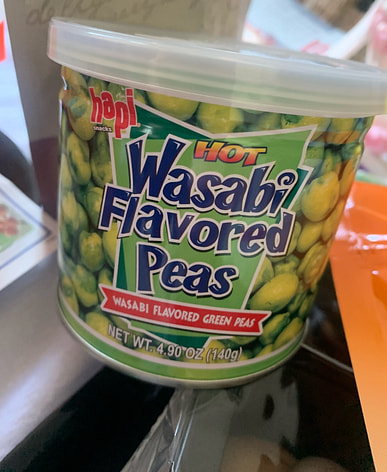 hapi
snacks
HOT
Wasabi
Flavored
Peas
WASABI FLAVORED GREEN PEAS
NET WT. 4.90 OZ (140g)